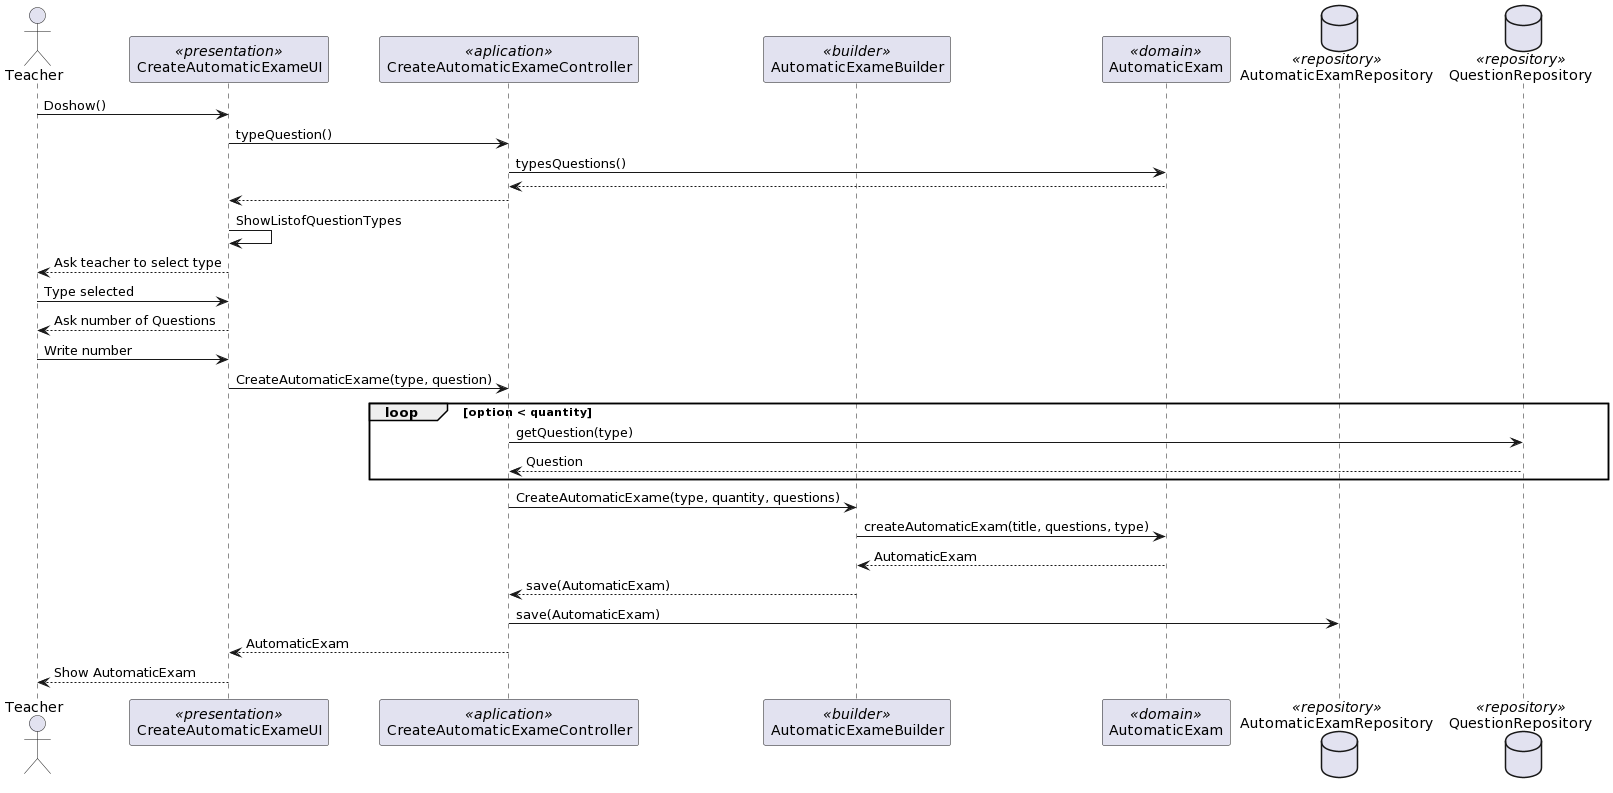 Teacher
«presentation»
CreateAutomaticExameUI
«aplication»
CreateAutomaticExameController
«builder»
AutomaticExameBuilder
«domain»
AutomaticExam
«repository»
AutomaticExamRepository
«repository»
QuestionRepository
Doshow()
typeQuestion()
typesQuestions()
ShowListofQuestionTypes
Ask teacher to select type
Type selected
Ask number of Questions
Write number
CreateAutomaticExame(type, question)
loop [option < quantity]
getQuestion(type)
Question
CreateAutomaticExame(type, quantity, questions)
createAutomaticExam(title, questions, type)
AutomaticExam
save(AutomaticExam)
save(AutomaticExam)
AutomaticExam
Show AutomaticExam
Teacher
«presentation»
CreateAutomaticExameUI
«aplication»
CreateAutomaticExameController
«builder»
AutomaticExameBuilder
«domain»
AutomaticExam
«repository»
AutomaticExamRepository
«repository»
QuestionRepository